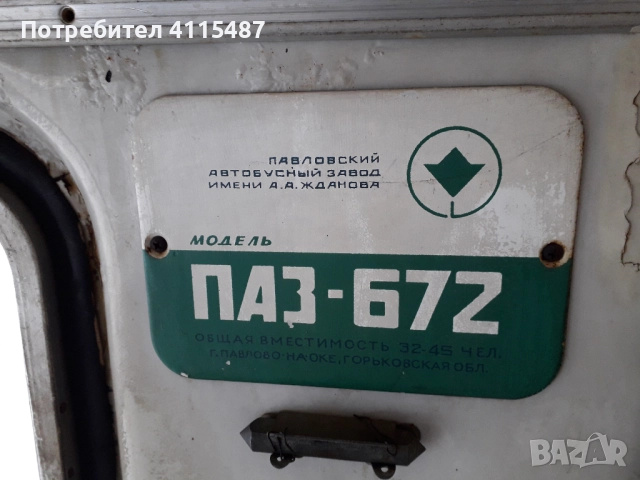 Потребител 4115487
ПАВЛОВСКИЙ
АВТОБУСНЫЙ ЗАВОД
ИМЕНИ А.А.ЖДАНОВА
МОДЕЛЬ
ПАЗ-672
ОБЩАЯ ВМЕСТИМОСТЬ 32-45 ЧЕЛ.
Г.ПАВЛОВО-НА-ОКЕ, ГОРЬКОВСКАЯ ОБЛ.
BAZAR